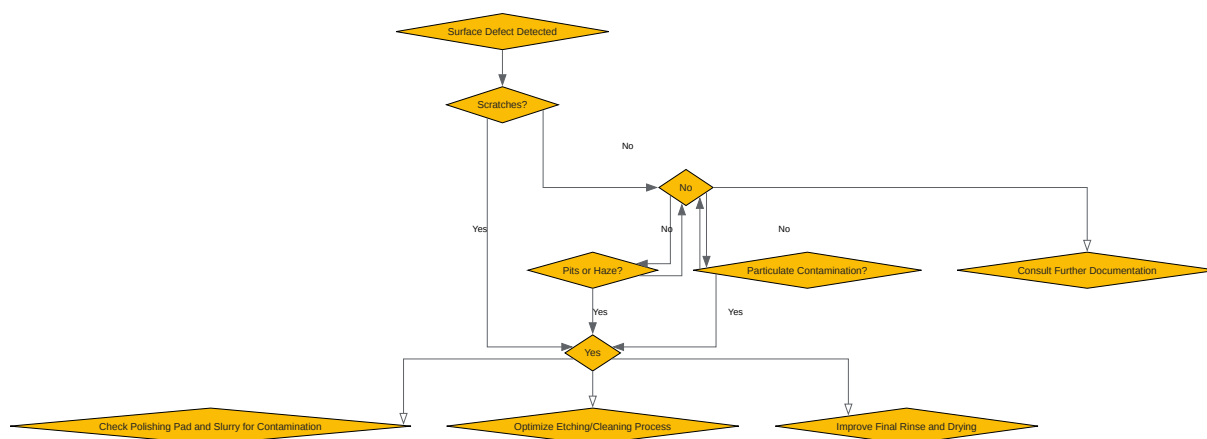 Surface Defect Detected
Scratches?
No
No
Yes
No
No
Pits or Haze?
Particulate Contamination?
Consult Further Documentation
Yes
Yes
Yes
Check Polishing Pad and Slurry for Contamination
Optimize Etching/Cleaning Process
Improve Final Rinse and Drying